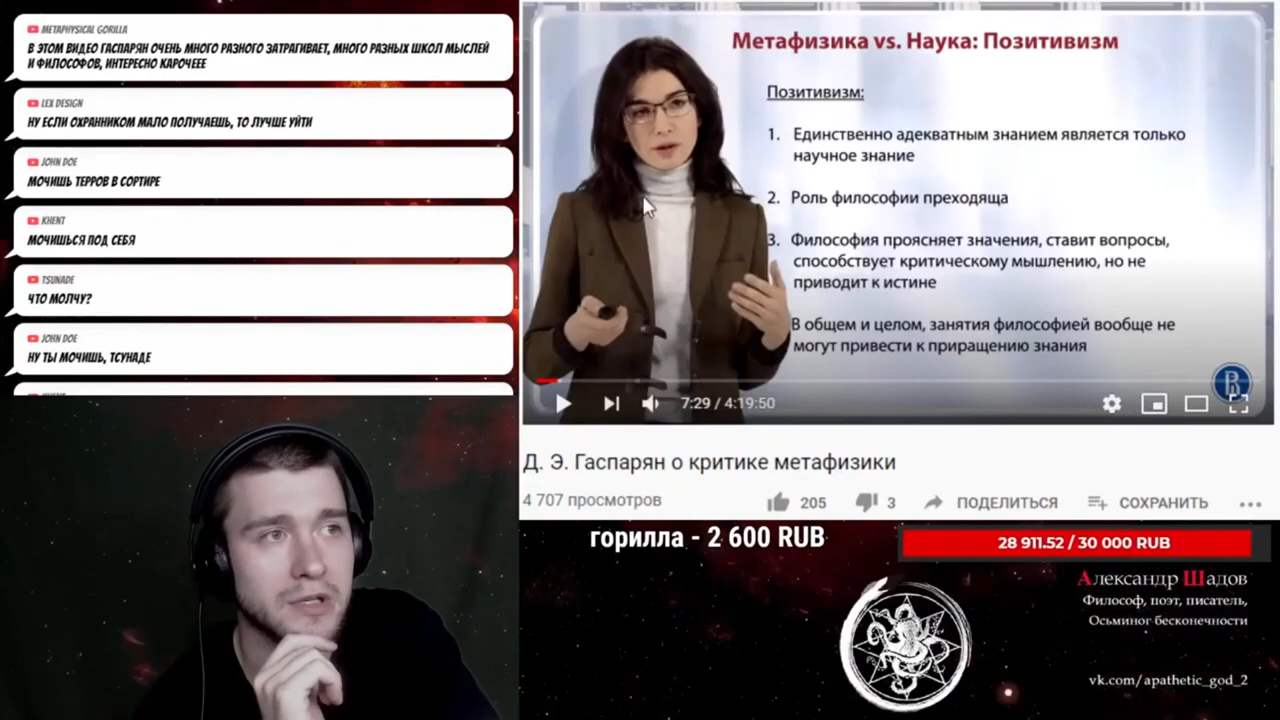 METAPHYSICAL GORILLA
В ЭТОМ ВИДЕО ГАСПАРЯН ОЧЕНЬ МНОГО РАЗНОГО ЗАТРАГИВАЕТ, МНОГО РАЗНЫХ ШКОЛ МЫСЛЕЙ
И ФИЛОСОФОВ, ИНТЕРЕСНО КАРОЧЕЕЕ
LEX DESIGN
НУ ЕСЛИ ОХРАННИКОМ МАЛО ПОЛУЧАЕШЬ, ТО ЛУЧШЕ УЙТИ
JOHN DOE
МОЧИШЬ ТЕРРОВ В СОРТИРЕ
KHENT
МОЧИШЬСЯ ПОД СЕБЯ
TSUNADE
ЧТО МОЛЧУ?
JOHN DOE
НУ ТЫ МОЧИШЬ, ТСУНАДЕ
Метафизика vs. Наука: Позитивизм
Позитивизм:
1. Единственно адекватным знанием является только
научное знание
2. Роль философии преходяща
3. Философия проясняет значения, ставит вопросы,
способствует критическому мышлению, но не
приводит к истине
В общем и целом, занятия философией вообще не
могут привести к приращению знания
7:29 / 4:19:50
Д. Э. Гаспарян о критике метафизики
4 707 просмотров
205
3
ПОДЕЛИТЬСЯ
СОХРАНИТЬ
горилла - 2 600 RUB
28 911.52 / 30 000 RUB
Александр Шадов
Философ, поэт, писатель,
Осьминог бесконечности
vk.com/apathetic_god_2